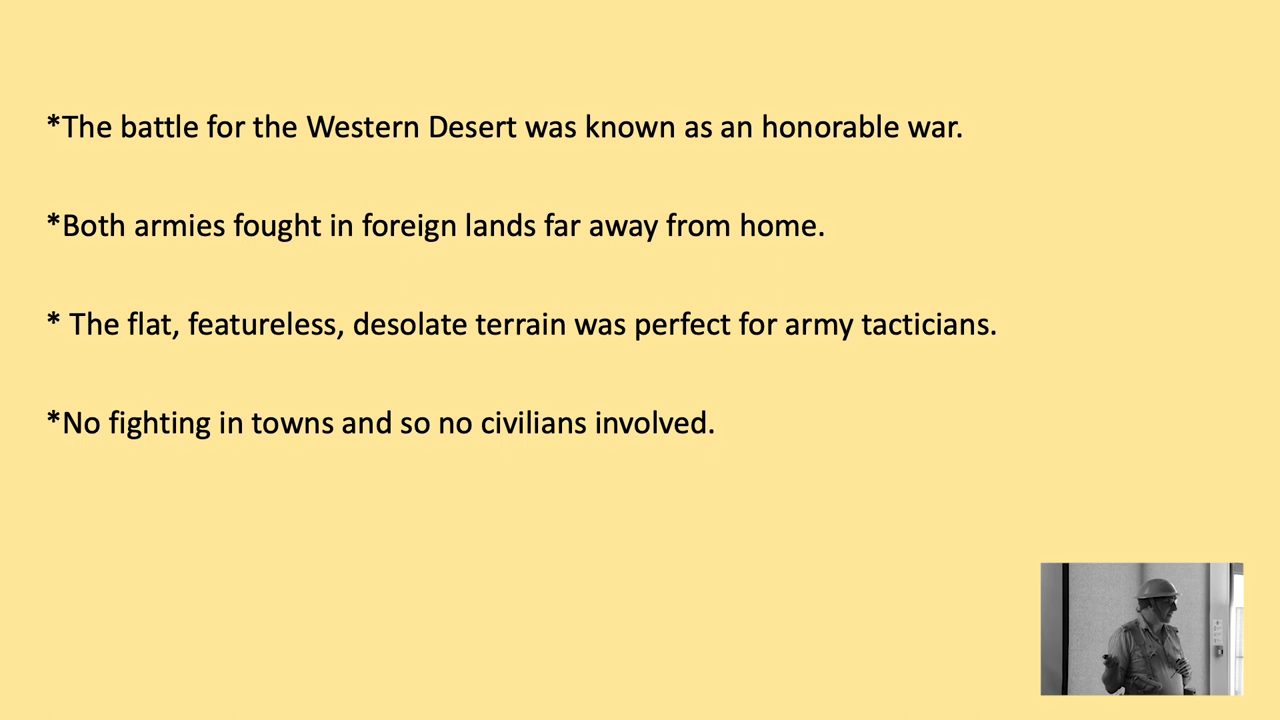 *The battle for the Western Desert was known as an honorable war.
*Both armies fought in foreign lands far away from home.
* The flat, featureless, desolate terrain was perfect for army tacticians.
*No fighting in towns and so no civilians involved.